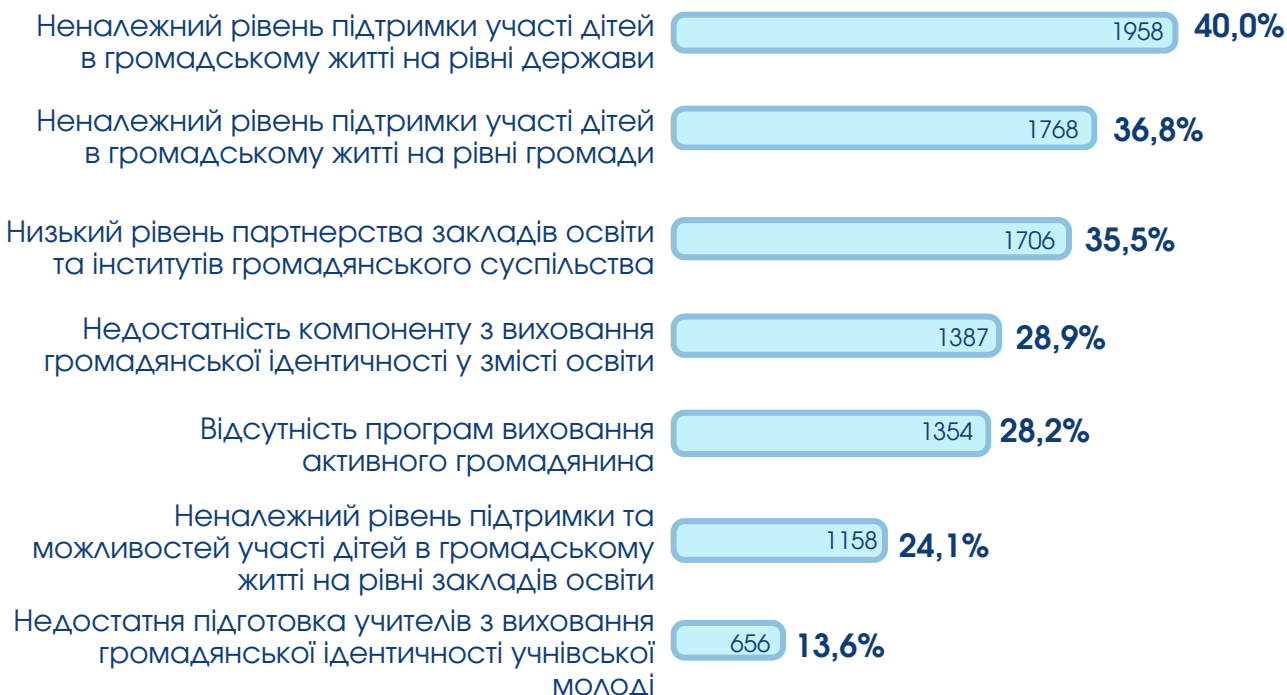 Неналежний рівень підтримки участі дітей
в громадському житті на рівні держави
1958 40,0%
Неналежний рівень підтримки участі дітей
в громадському житті на рівні громади
1768 36,8%
Низький рівень партнерства закладів освіти
та інститутів громадянського суспільства
1706 35,5%
Недостатність компоненту з виховання
громадянської ідентичності у змісті освіти
1387 28,9%
Відсутність програм виховання
активного громадянина
1354 28,2%
Неналежний рівень підтримки та
можливостей участі дітей в громадському
житті на рівні закладів освіти
1158 24,1%
Недостатня підготовка учителів з виховання
громадянської ідентичності учнівської
молоді
656 13,6%